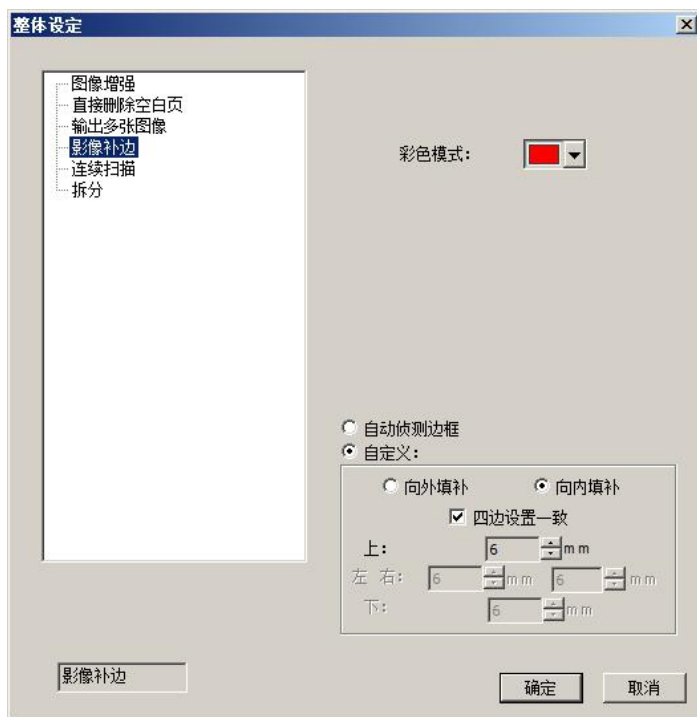 整体设定
图像增强
直接删除空白页
输出多张图像
影像补边
连续扫描
拆分
彩色模式：
自动侦测边框
自定义：
向外填补 向内填补
四边设置一致
上： 6 mm
左 右： 6 mm 6 mm
下： 6 mm
影像补边
确定 取消